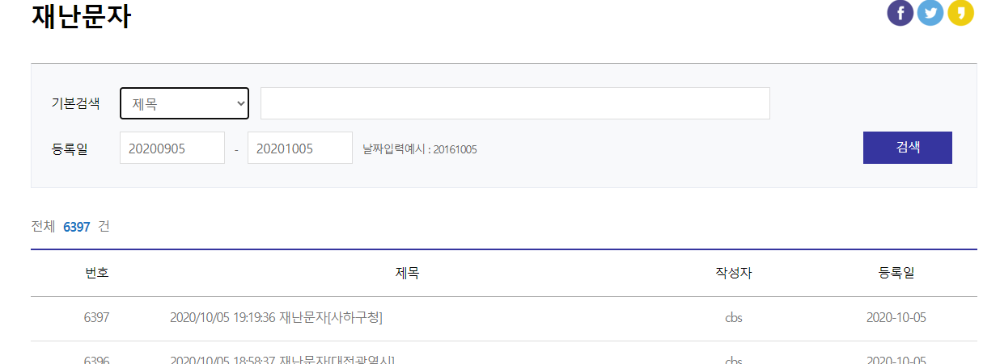 재난문자
기본검색 제목
등록일 20200905 - 20201005 날짜입력예시 : 20161005 검색
전체 6397 건
번호 제목 작성자 등록일
6397 2020/10/05 19:19:36 재난문자[사하구청] cbs 2020-10-05
6396 2020/10/05 18:58:37 재난문자[대전광역시] cbs 2020-10-05